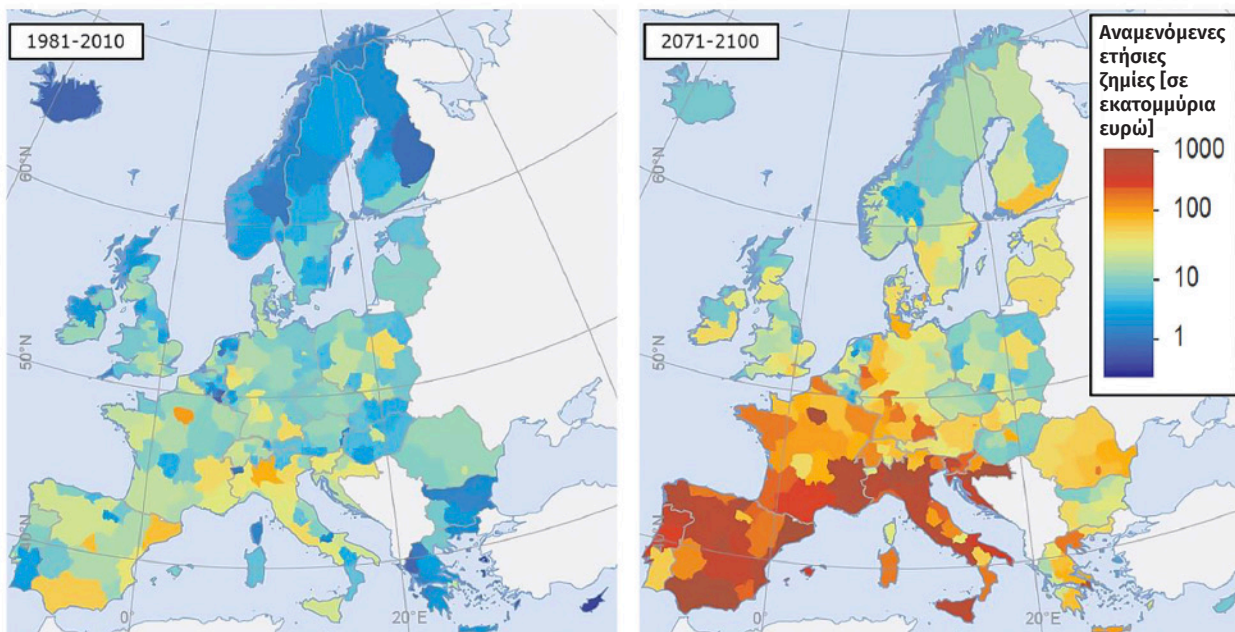 1981-2010
60°N
50°N
0°
20°E
2071-2100
60°N
50°N
0°
20°E
Αναμενόμενες
ετήσιες
ζημίες [σε
εκατομμύρια
ευρώ]
1000
100
10
1